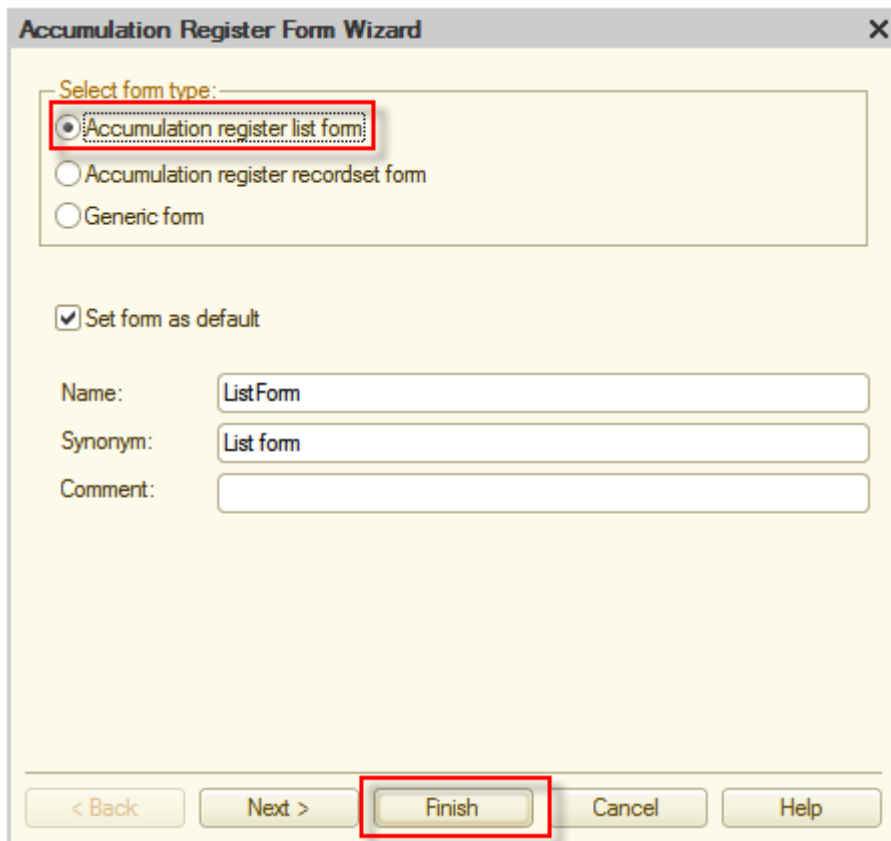 Accumulation Register Form Wizard
Select form type:
Accumulation register list form
Accumulation register recordset form
Generic form
Set form as default
Name: ListForm
Synonym: List form
Comment:
< Back Next > Finish Cancel Help